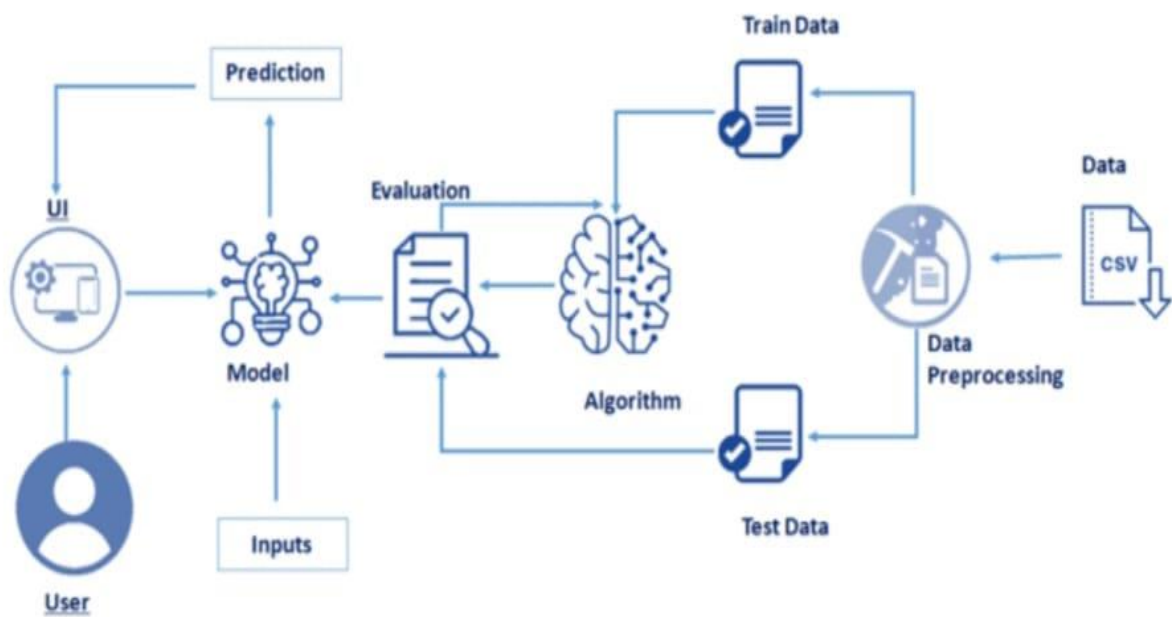 Train Data
Prediction
Data
Evaluation
UI
CSV
Data
Preprocessing
Model
Algorithm
Inputs
Test Data
User